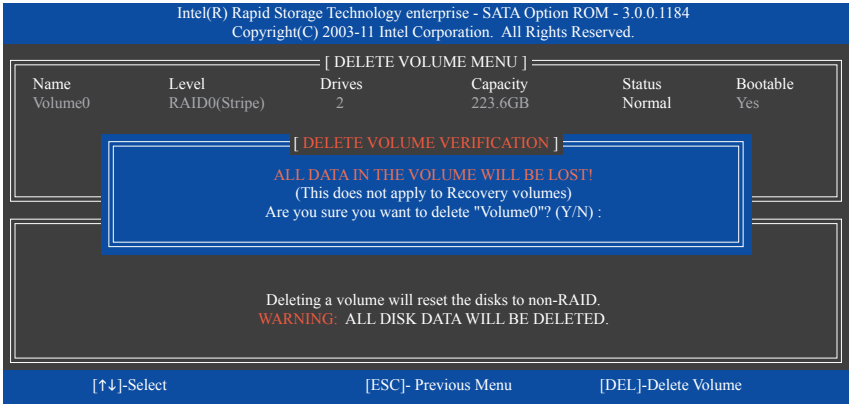 Intel(R) Rapid Storage Technology enterprise - SATA Option ROM - 3.0.0.1184
Copyright(C) 2003-11 Intel Corporation.  All Rights Reserved.
[ DELETE VOLUME MENU ]
Name Level Drives Capacity Status Bootable
Volume0 RAID0(Stripe) 2 223.6GB Normal Yes
[ DELETE VOLUME VERIFICATION ]
ALL DATA IN THE VOLUME WILL BE LOST!
(This does not apply to Recovery volumes)
Are you sure you want to delete "Volume0"? (Y/N) :
Deleting a volume will reset the disks to non-RAID.
WARNING:  ALL DISK DATA WILL BE DELETED.
[↑↓]-Select [ESC]- Previous Menu [DEL]-Delete Volume